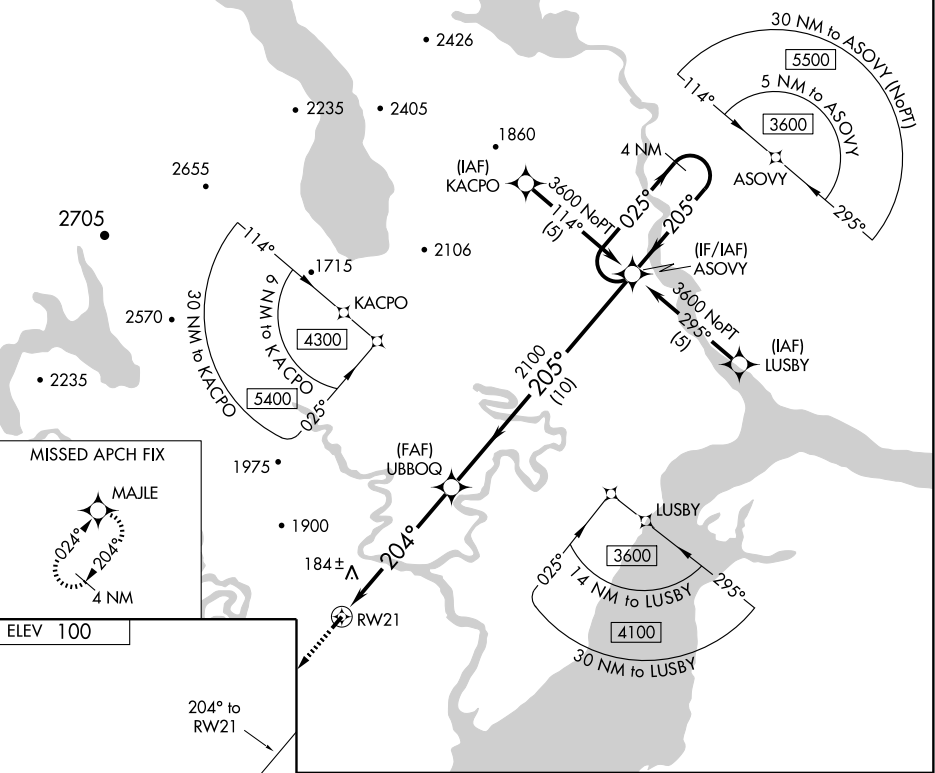 2426
30 NM to ASOVY (NoPT)
5500
114°
5 NM to ASOVY
3600
ASOVY
295°
2235
2405
1860
4 NM
(IAF)
KACPO
3600 NoPT
114°
(5)
025°
205°
2655
2705
2106
(IF/IAF)
ASOVY
3600 NoPT
295°
(5)
(IAF)
LUSBY
114°
1715
KACPO
6 NM to KACPO
4300
30 NM to KACPO
5400
025°
2570
2235
2100
205°
(10)
(FAF)
UBBOQ
1975
1900
184±
204°
RW21
MISSED APCH FIX
MAJLE
024°
204°
4 NM
LUSBY
3600
025°
14 NM to LUSBY
295°
4100
30 NM to LUSBY
ELEV 100
204° to
RW21